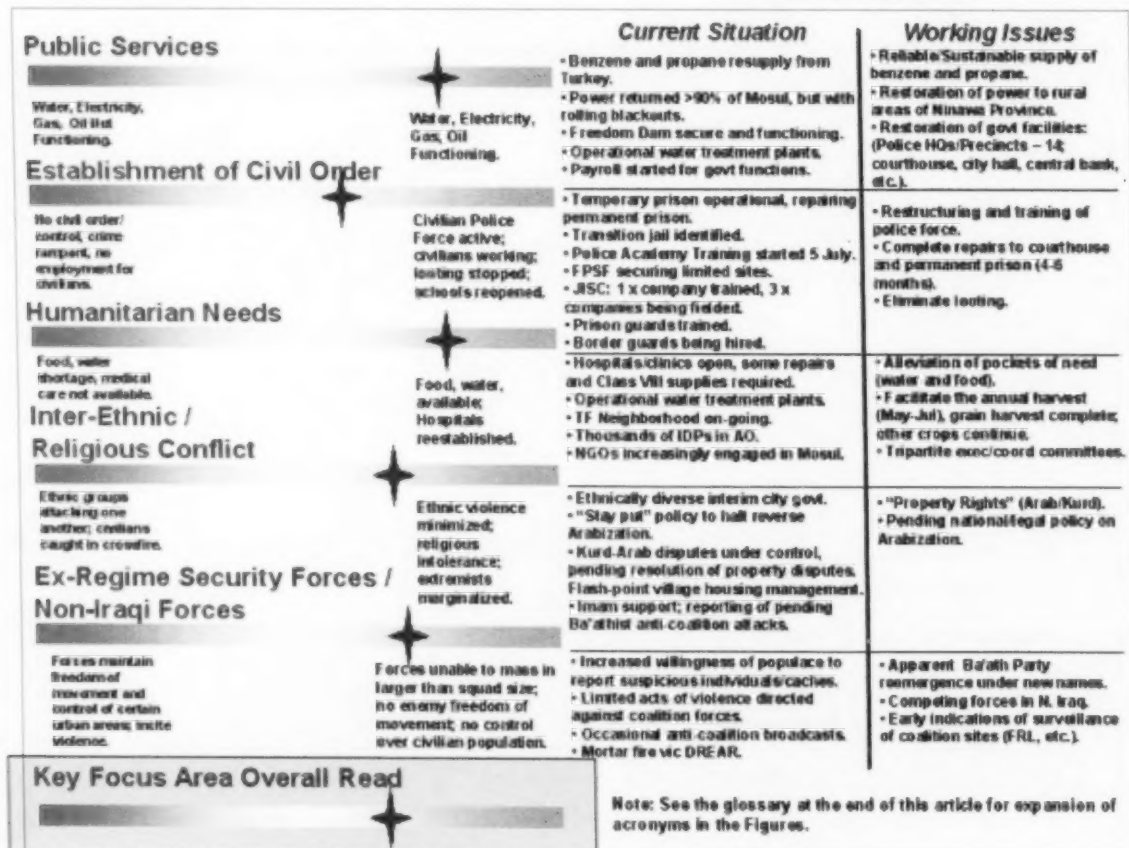 Public Services
Water, Electricity,
Gas, Oil Not
Functioning.
Water, Electricity,
Gas, Oil
Functioning.
Establishment of Civil Order
No civil order/
control, crime
rampant, no
employment for
civilians.
Civilian Police
Force active;
civilians working;
looting stopped;
schools reopened.
Humanitarian Needs
Food, water
shortage, medical
care not available.
Food, water,
available;
Hospitals
reestablished.
Inter-Ethnic /
Religious Conflict
Ethnic groups
attacking one
another; civilians
caught in crossfire.
Ethnic violence
minimized;
religious
intolerance;
extremists
marginalized.
Ex-Regime Security Forces /
Non-Iraqi Forces
Forces maintain
freedom of
movement and
control of certain
urban areas; incite
violence.
Forces unable to mass in
larger than squad size;
no enemy freedom of
movement; no control
over civilian population.
Key Focus Area Overall Read
Current Situation
• Benzene and propane resupply from
Turkey.
• Power returned >90% of Mosul, but with
rolling blackouts.
• Freedom Dam secure and functioning.
• Operational water treatment plants.
• Payroll started for govt functions.
• Temporary prison operational, repairing
permanent prison.
• Transition jail identified.
• Police Academy Training started 5 July.
• FPSF securing limited sites.
• JISC: 1 x company trained, 3 x
companies being fielded.
• Prison guards trained.
• Border guards being hired.
• Hospitals/clinics open, some repairs
and Class VIII supplies required.
• Operational water treatment plants.
• TF Neighborhood on-going.
• Thousands of IDPs in AO.
• NGOs increasingly engaged in Mosul.
• Ethnically diverse interim city govt.
• "Stay put" policy to halt reverse
Arabization.
• Kurd-Arab disputes under control,
pending resolution of property disputes.
Flash-point village housing management.
• Imam support; reporting of pending
Ba'athist anti-coalition attacks.
• Increased willingness of populace to
report suspicious individuals/caches.
• Limited acts of violence directed
against coalition forces.
• Occasional anti-coalition broadcasts.
• Mortar fire vic DREAR.
Working Issues
• Reliable/Sustainable supply of
benzene and propane.
• Restoration of power to rural
areas of Ninawa Province.
• Restoration of govt facilities:
(Police HQs/Precincts – 14;
courthouse, city hall, central bank,
etc.).
• Restructuring and training of
police force.
• Complete repairs to courthouse
and permanent prison (4-6
months).
• Eliminate looting.
• Alleviation of pockets of need
(water and food).
• Facilitate the annual harvest
(May-Jul), grain harvest complete;
other crops continue.
• Tripartite exec/coord committees.
• "Property Rights" (Arab/Kurd).
• Pending national/legal policy on
Arabization.
• Apparent Ba'ath Party
reemergence under new names.
• Competing forces in N. Iraq.
• Early indications of surveillance
of coalition sites (FRL, etc.).
Note: See the glossary at the end of this article for expansion of
acronyms in the Figures.